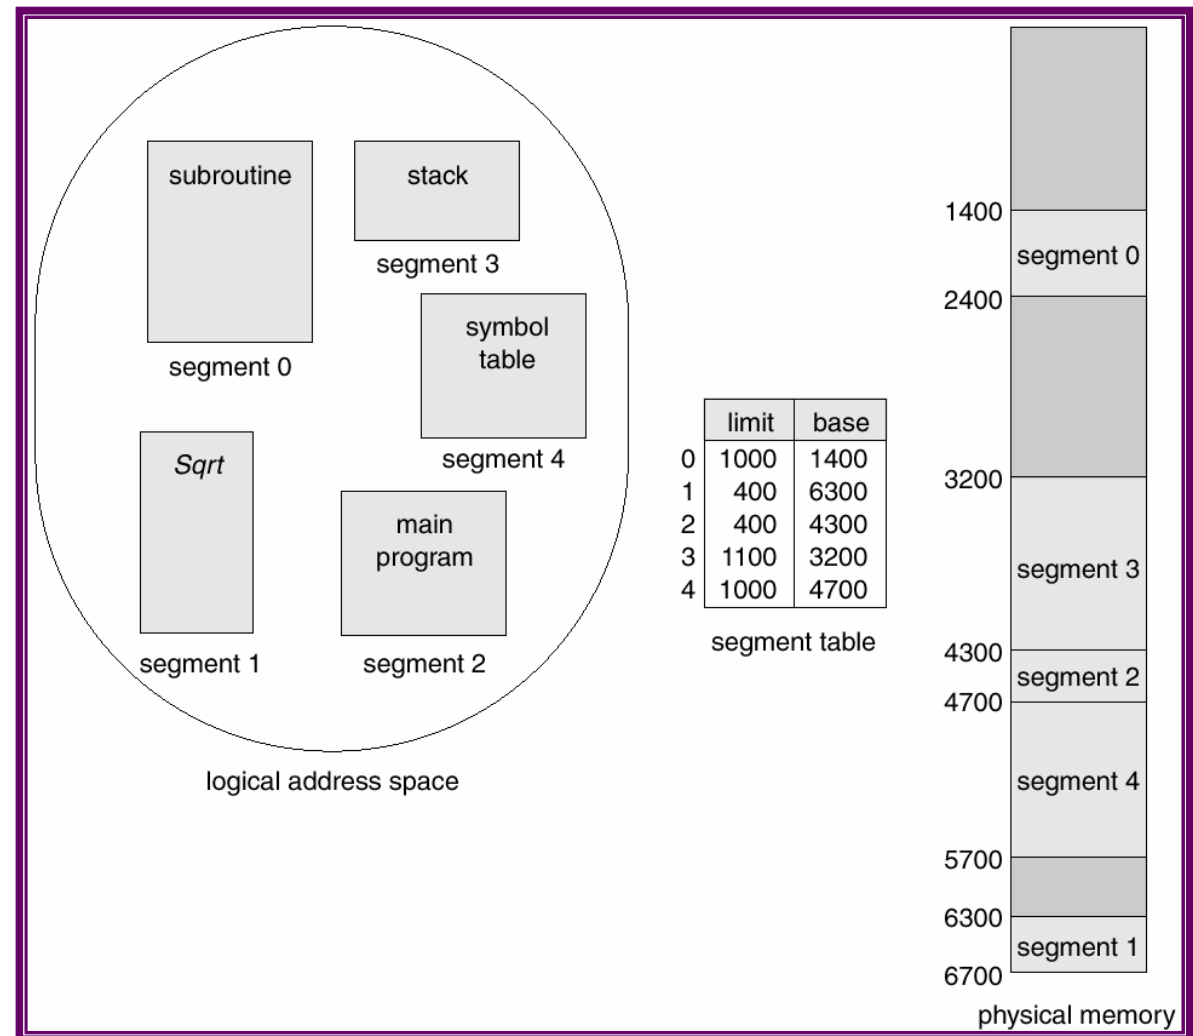 subroutine
segment 0
stack
segment 3
symbol
table
segment 4
Sqrt
segment 1
main
program
segment 2
logical address space
limit base
0 1000 1400
1 400 6300
2 400 4300
3 1100 3200
4 1000 4700
segment table
1400
segment 0
2400
3200
segment 3
4300
segment 2
4700
segment 4
5700
6300
segment 1
6700
physical memory